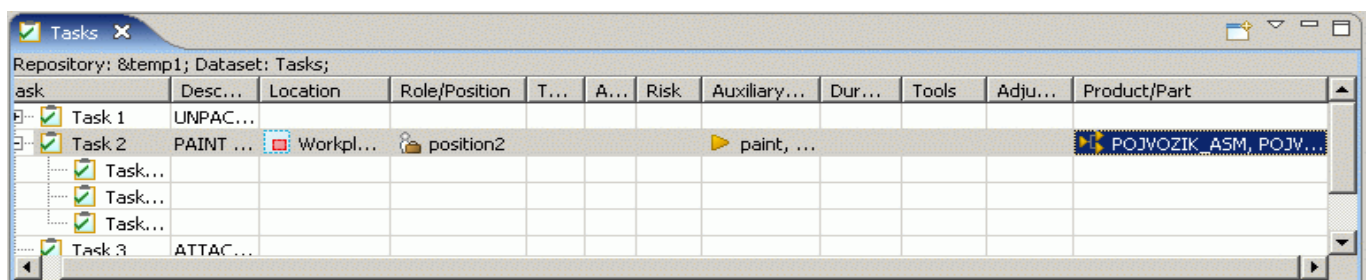 Tasks
Repository: &temp1; Dataset: Tasks;
ask Desc... Location Role/Position T... A... Risk Auxiliary... Dur... Tools Adju... Product/Part
Task 1 UNPAC...
Task 2 PAINT ... Workpl... position2 paint, ... POJVOZIK_ASM, POJV...
Task...
Task...
Task...
Task 3 ATTAC...